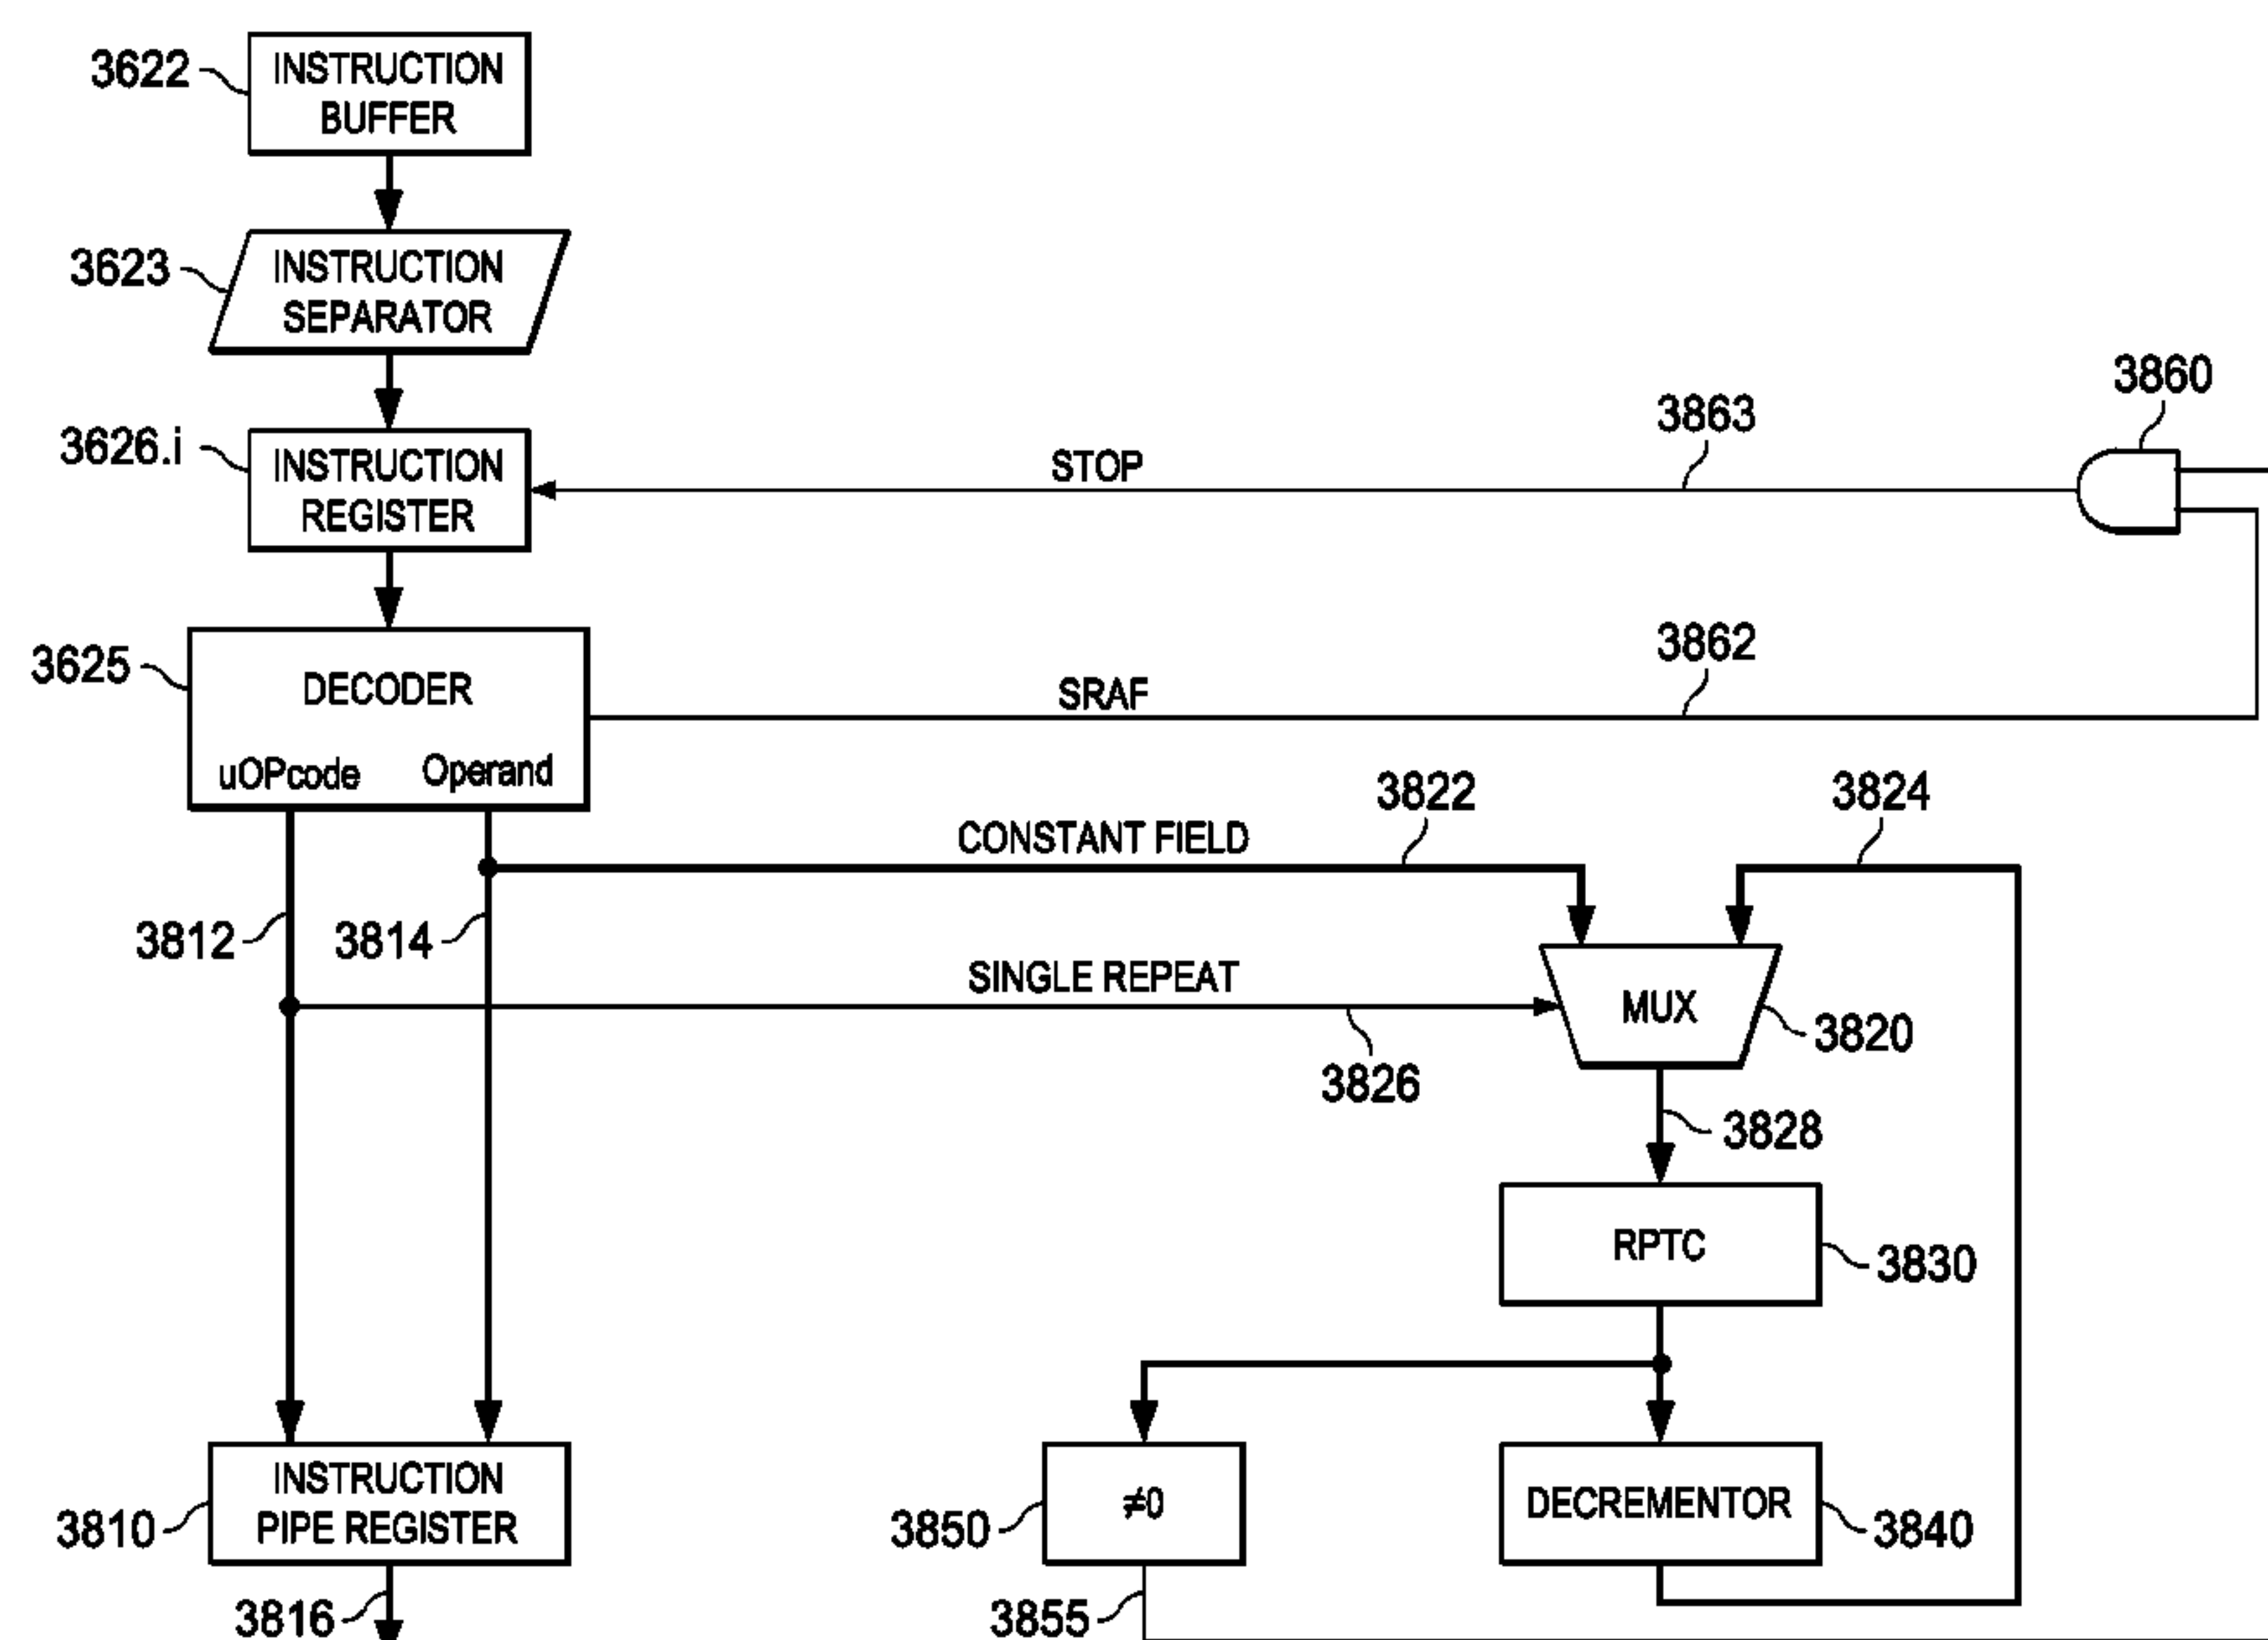 3622
INSTRUCTION
BUFFER
3623
INSTRUCTION
SEPARATOR
3860
3863
3626.i
INSTRUCTION
REGISTER
STOP
3862
3625
DECODER
SRAF
uOPcode
Operand
3822
3824
CONSTANT FIELD
3812
3814
SINGLE REPEAT
MUX
3820
3826
3828
RPTC
3830
3810
INSTRUCTION
PIPE REGISTER
3850
≠0
DECREMENTOR
3840
3816
3855